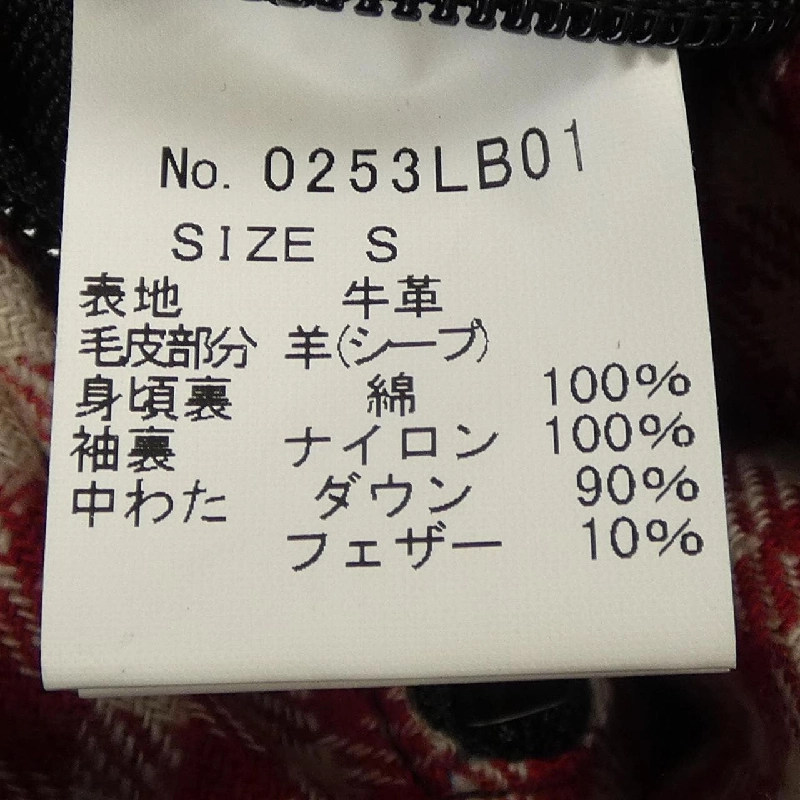 No. 0253LB01
SIZE S
表地 牛革
毛皮部分 羊(シープ)
身頃裏 綿 100%
袖裏 ナイロン 100%
中わた ダウン 90%
フェザー 10%